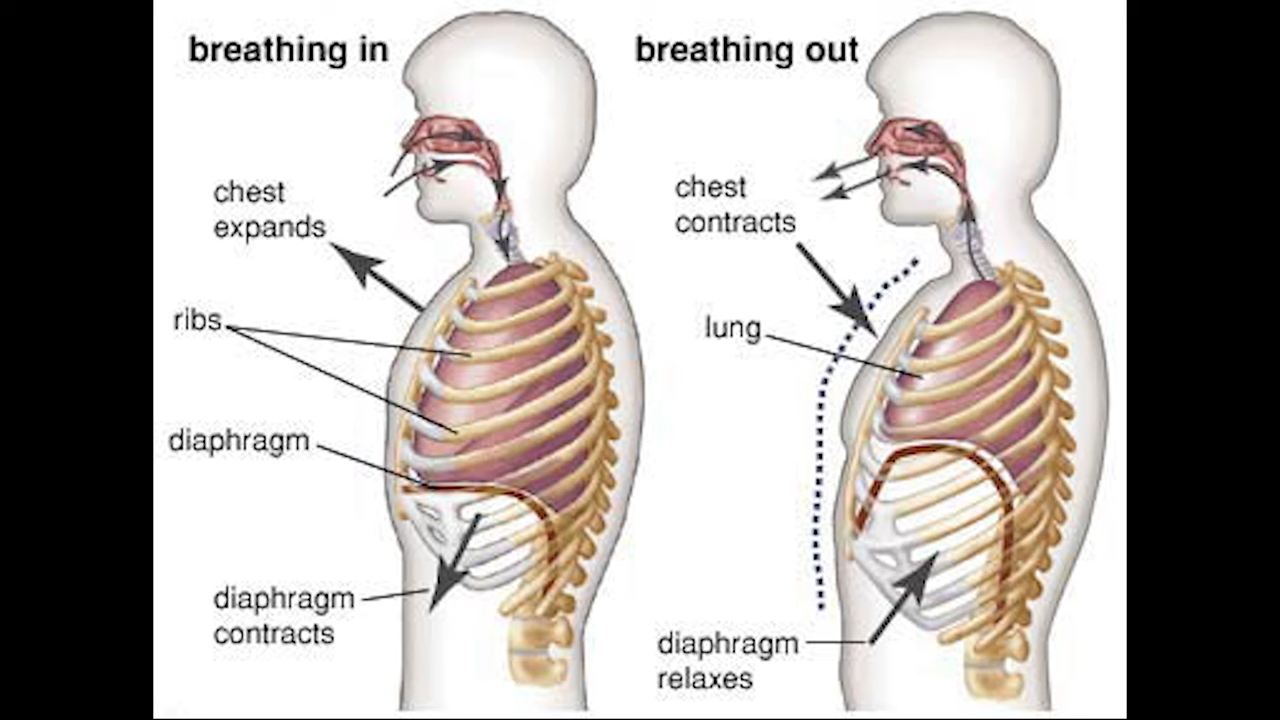 breathing in
chest
expands
ribs
diaphragm
diaphragm
contracts
breathing out
chest
contracts
lung
diaphragm
relaxes